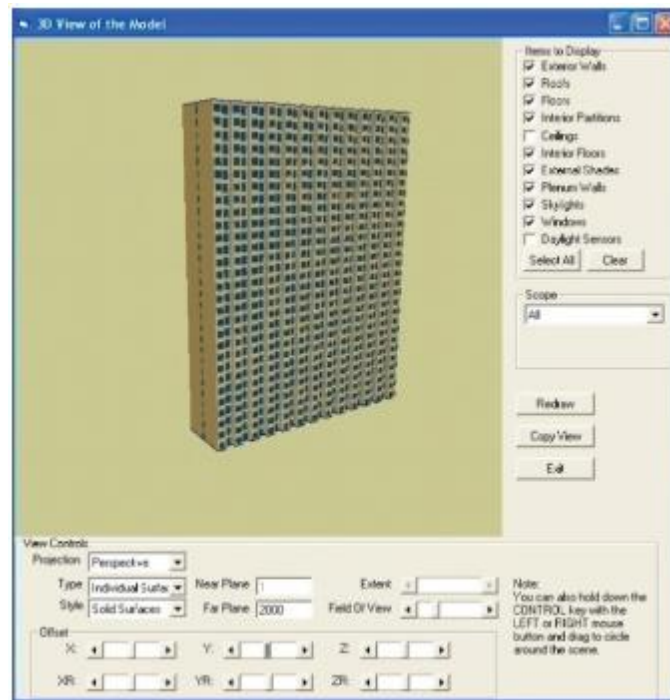 3D View of the Model
Items to Display
Exterior Walls
Roofs
Floors
Interior Partitions
Ceilings
Interior Floors
External Shades
Plenum Walls
Skylights
Windows
Daylight Sensors
Select All Clear
Scope
All
Redraw
Copy View
Exit
View Controls
Projection Perspective
Type Individual Surfac Near Plane 1 Extent
Style Solid Surfaces Far Plane 2000 Field Of View
Note:
You can also hold down the
CONTROL key with the
LEFT or RIGHT mouse
button and drag to circle
around the scene.
Offset
X: Y: Z:
XR: YR: ZR: